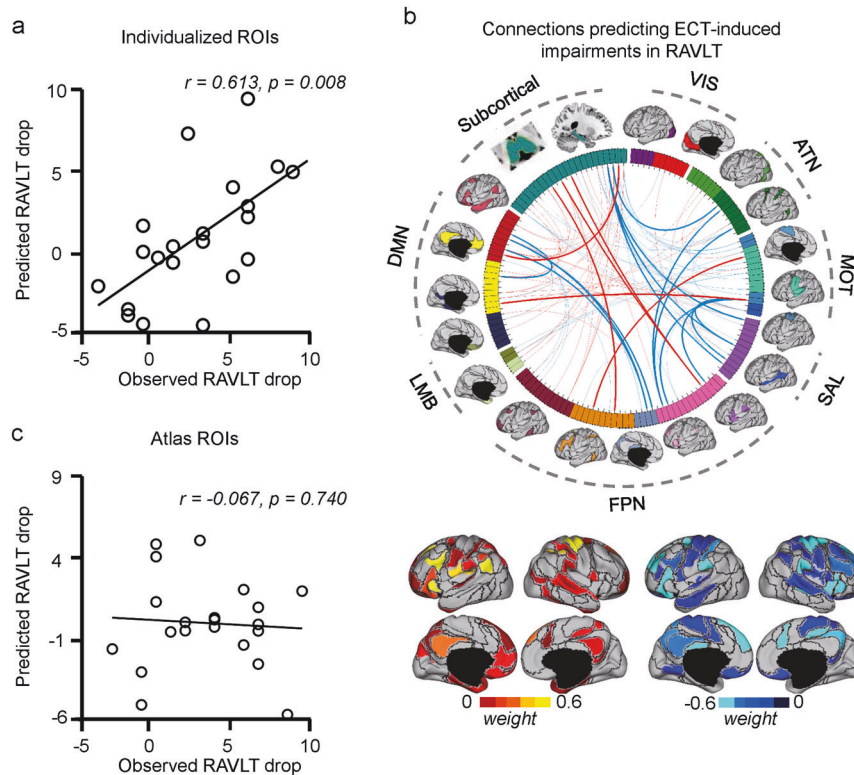 a
Individualized ROIs
r = 0.613, p = 0.008
10
5
0
-5
-5
0
5
10
Predicted RAVLT drop
Observed RAVLT drop
b
Connections predicting ECT-induced
impairments in RAVLT
Subcortical
VIS
ATN
MOT
SAL
FPN
LMB
DMN
c
Atlas ROIs
r = -0.067, p = 0.740
9
4
-1
-6
-5
0
5
10
Predicted RAVLT drop
Observed RAVLT drop
0
0.6
weight
-0.6
0
weight